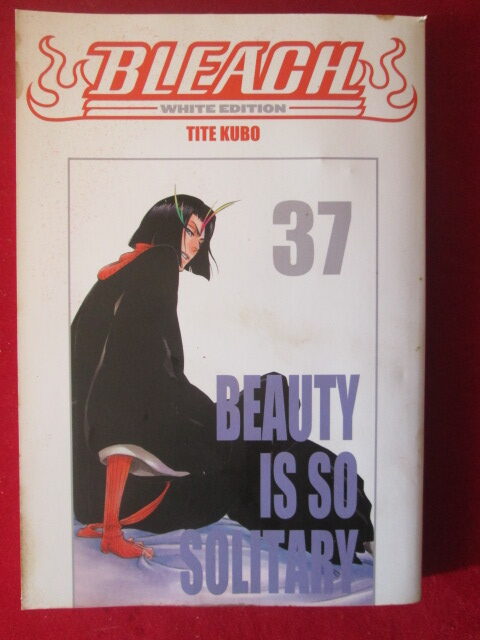 BLEACH
WHITE EDITION
TITE KUBO
37
BEAUTY
IS SO
SOLITARY